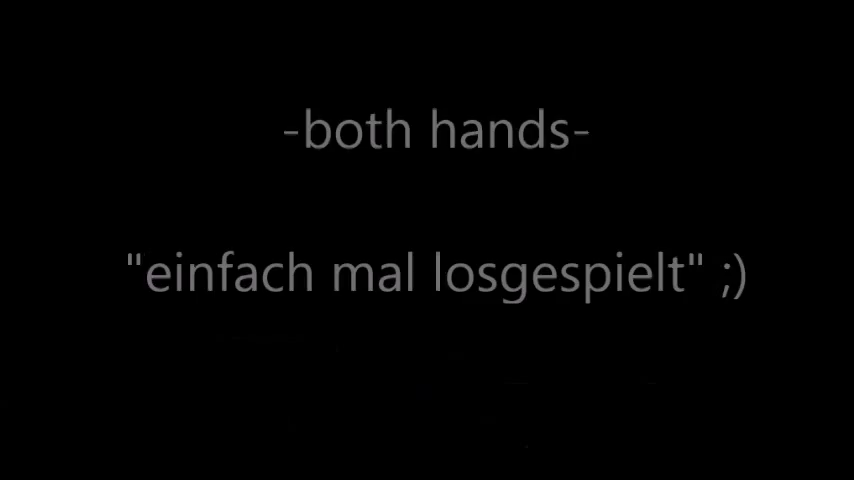 -both hands-
"einfach mal losgespielt" ;)